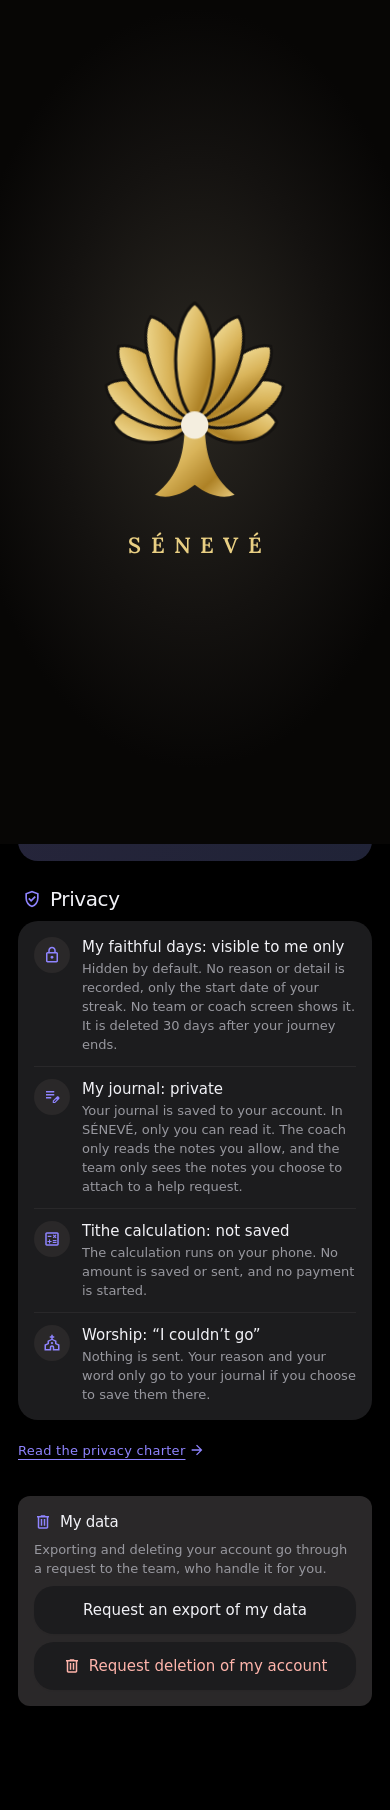 SÉNEVÉ
Privacy
My faithful days: visible to me only
Hidden by default. No reason or detail is
recorded, only the start date of your
streak. No team or coach screen shows it.
It is deleted 30 days after your journey
ends.
My journal: private
Your journal is saved to your account. In
SÉNEVÉ, only you can read it. The coach
only reads the notes you allow, and the
team only sees the notes you choose to
attach to a help request.
Tithe calculation: not saved
The calculation runs on your phone. No
amount is saved or sent, and no payment
is started.
Worship: “I couldn’t go”
Nothing is sent. Your reason and your
word only go to your journal if you choose
to save them there.
Read the privacy charter →
My data
Exporting and deleting your account go through
a request to the team, who handle it for you.
Request an export of my data
Request deletion of my account